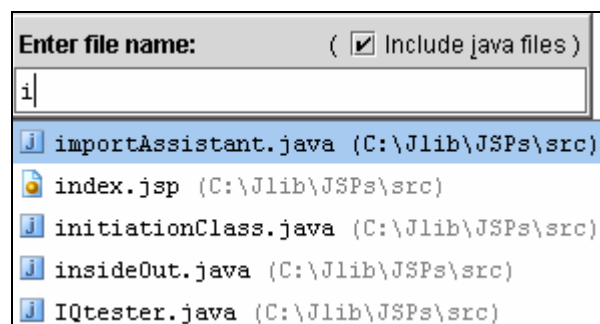 Enter file name: ( Include java files )
i
importAssistant.java (C:\Jlib\JSPs\src)
index.jsp (C:\Jlib\JSPs\src)
initiationClass.java (C:\Jlib\JSPs\src)
insideOut.java (C:\Jlib\JSPs\src)
IQtester.java (C:\Jlib\JSPs\src)